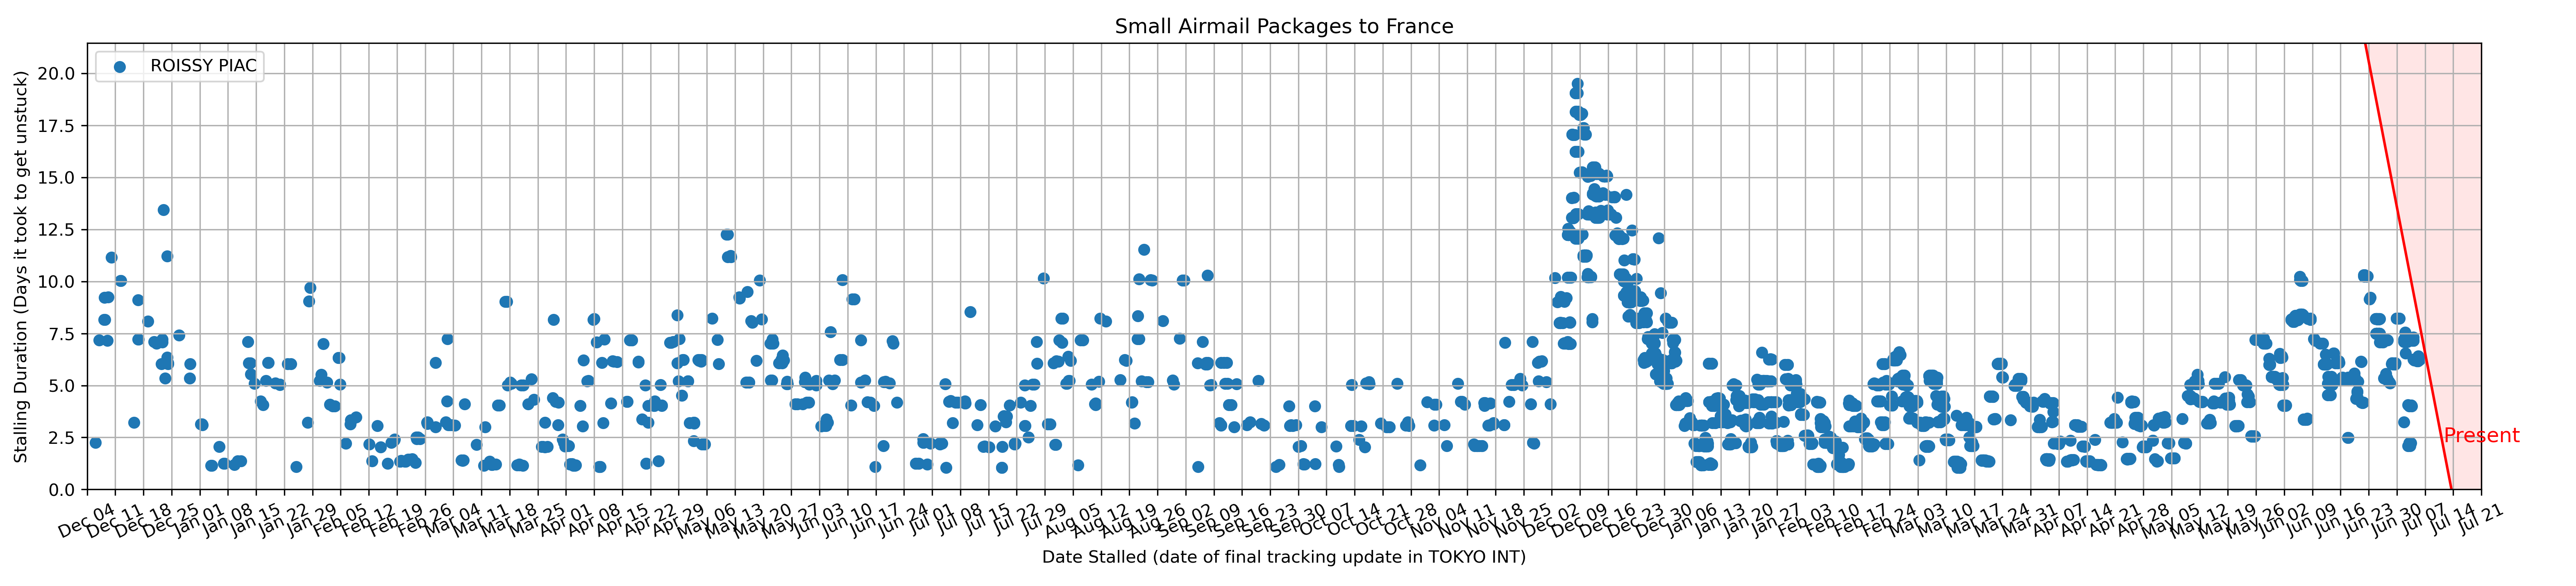 Small Airmail Packages to France
ROISSY PIAC
Stalling Duration (Days it took to get unstuck)
20.0
17.5
15.0
12.5
10.0
7.5
5.0
2.5
0.0
Present
Dec 04 Dec 11 Dec 18 Dec 25 Jan 01 Jan 08 Jan 15 Jan 22 Jan 29 Feb 05 Feb 12 Feb 19 Feb 26 Mar 04 Mar 11 Mar 18 Mar 25 Apr 01 Apr 08 Apr 15 Apr 22 Apr 29 May 06 May 13 May 20 May 27 Jun 03 Jun 10 Jun 17 Jun 24 Jul 01 Jul 08 Jul 15 Jul 22 Jul 29 Aug 05 Aug 12 Aug 19 Aug 26 Sep 02 Sep 09 Sep 16 Sep 23 Sep 30 Oct 07 Oct 14 Oct 21 Oct 28 Nov 04 Nov 11 Nov 18 Nov 25 Dec 02 Dec 09 Dec 16 Dec 23 Dec 30 Jan 06 Jan 13 Jan 20 Jan 27 Feb 03 Feb 10 Feb 17 Feb 24 Mar 03 Mar 10 Mar 17 Mar 24 Mar 31 Apr 07 Apr 14 Apr 21 Apr 28 May 05 May 12 May 19 May 26 Jun 02 Jun 09 Jun 16 Jun 23 Jun 30 Jul 07 Jul 14 Jul 21
Date Stalled (date of final tracking update in TOKYO INT)